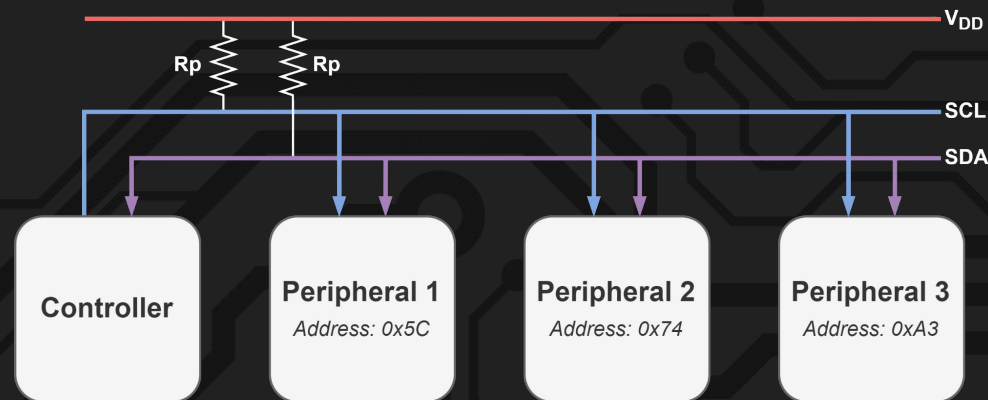 VDD
Rp
Rp
SCL
SDA
Controller
Peripheral 1
Address: 0x5C
Peripheral 2
Address: 0x74
Peripheral 3
Address: 0xA3